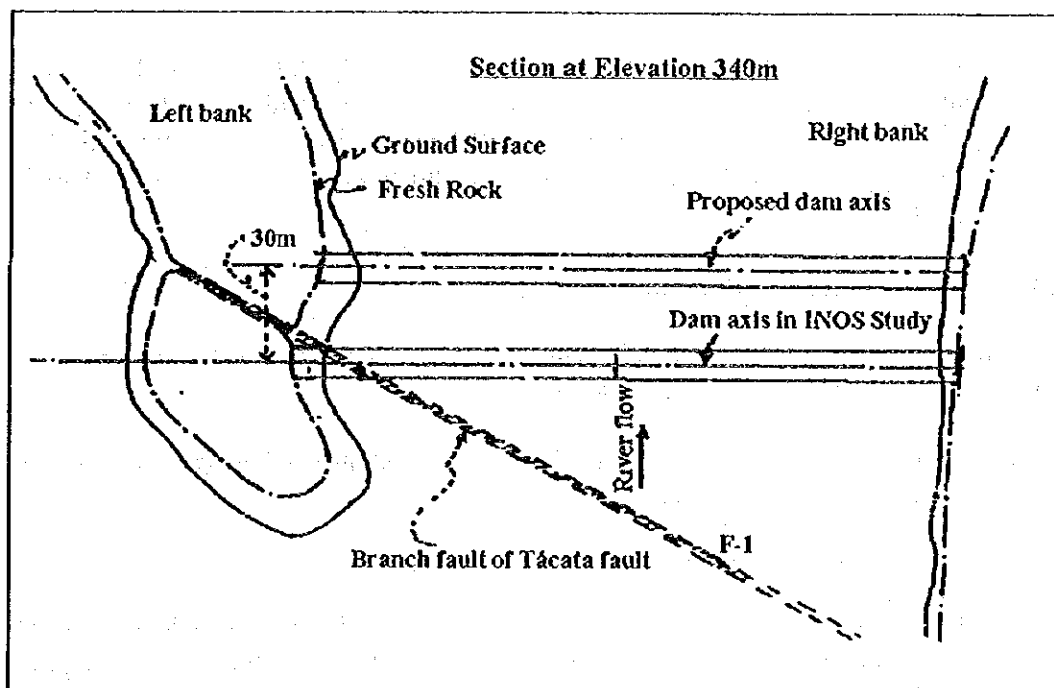 Section at Elevation 340m
Left bank
Right bank
Ground Surface
Fresh Rock
Proposed dam axis
30m
Dam axis in INOS Study
River flow
F-1
Branch fault of Tácata fault